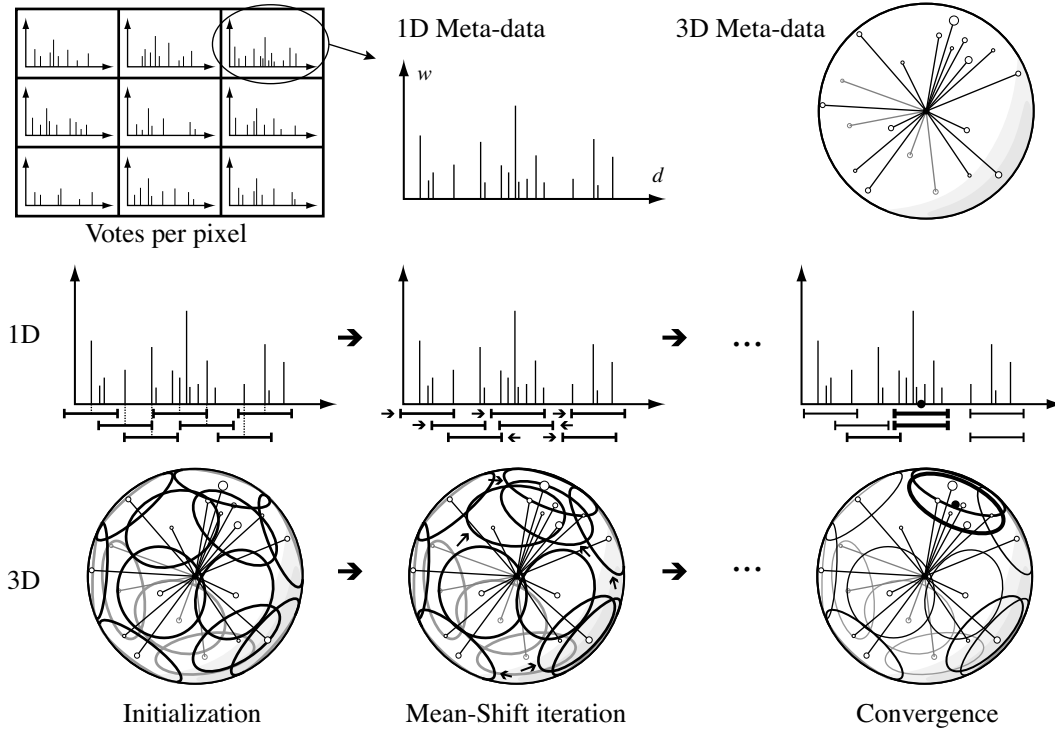 1D Meta-data
3D Meta-data
w
d
Votes per pixel
1D
...
3D
...
Initialization
Mean-Shift iteration
Convergence